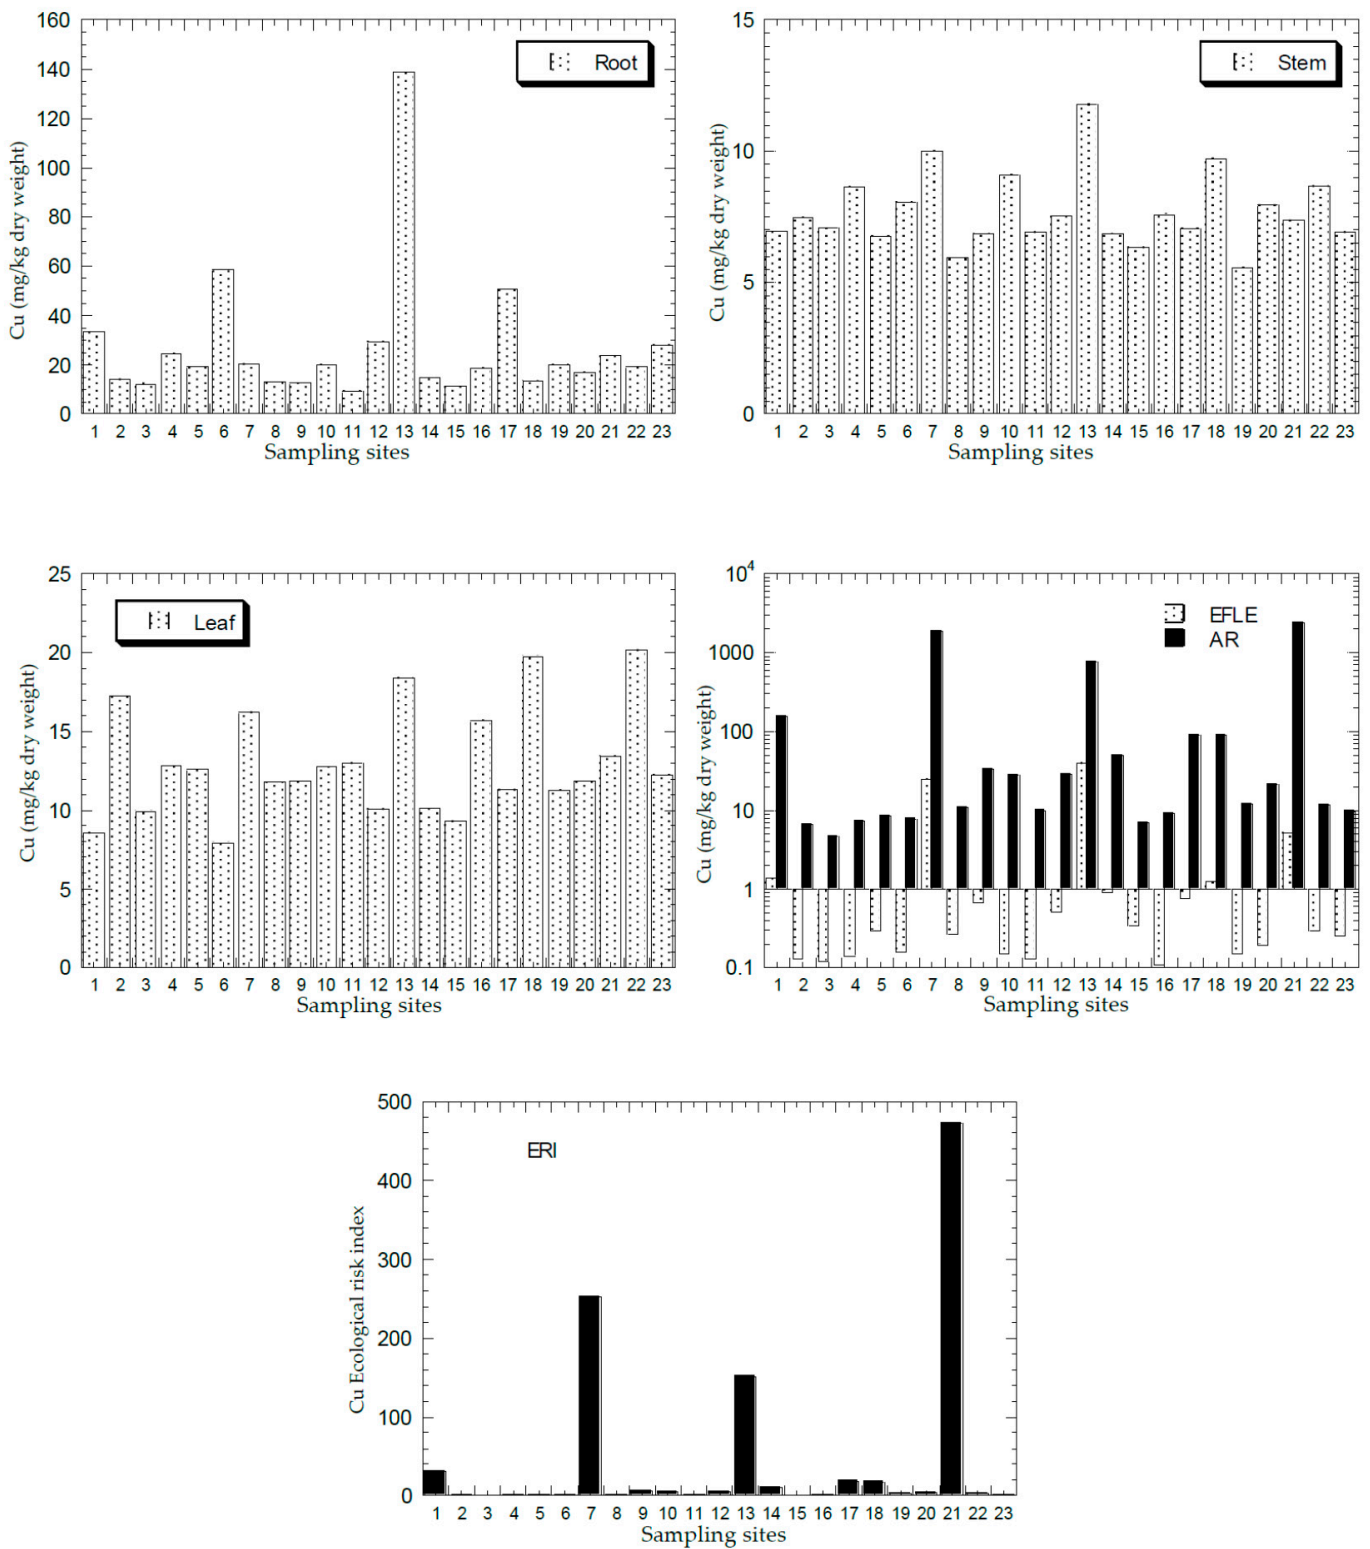 160
140
120
100
80
60
40
20
0
Cu (mg/kg dry weight)
Root
1 2 3 4 5 6 7 8 9 10 11 12 13 14 15 16 17 18 19 20 21 22 23
Sampling sites
15
10
5
0
Cu (mg/kg dry weight)
Stem
1 2 3 4 5 6 7 8 9 10 11 12 13 14 15 16 17 18 19 20 21 22 23
Sampling sites
25
20
15
10
5
0
Cu (mg/kg dry weight)
Leaf
1 2 3 4 5 6 7 8 9 10 11 12 13 14 15 16 17 18 19 20 21 22 23
Sampling sites
10⁴
1000
100
10
1
0.1
Cu (mg/kg dry weight)
EFLE
AR
1 2 3 4 5 6 7 8 9 10 11 12 13 14 15 16 17 18 19 20 21 22 23
Sampling sites
500
400
300
200
100
0
Cu Ecological risk index
ERI
1 2 3 4 5 6 7 8 9 10 11 12 13 14 15 16 17 18 19 20 21 22 23
Sampling sites